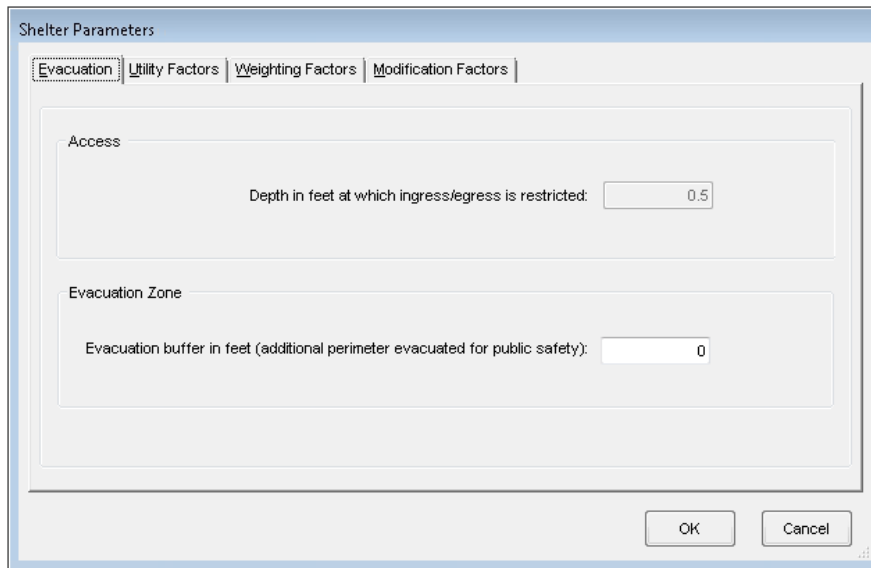 Shelter Parameters
Evacuation Utility Factors Weighting Factors Modification Factors
Access
Depth in feet at which ingress/egress is restricted: 0.5
Evacuation Zone
Evacuation buffer in feet (additional perimeter evacuated for public safety): 0
OK Cancel